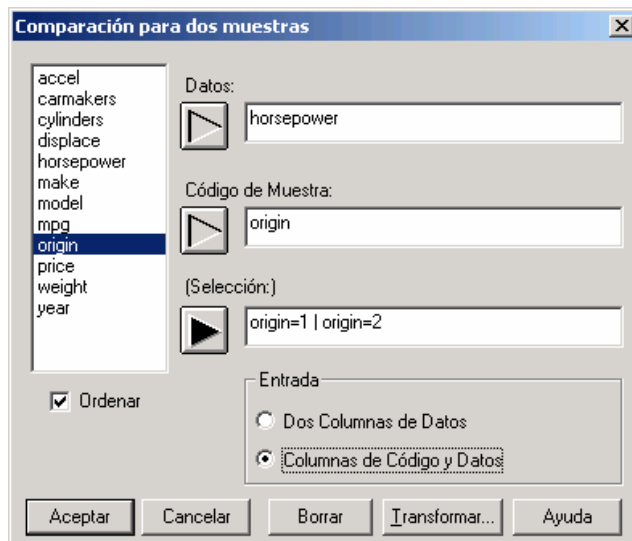 Comparación para dos muestras
accel
carmakers
cylinders
displace
horsepower
make
model
mpg
origin
price
weight
year
Ordenar
Datos:
horsepower
Código de Muestra:
origin
(Selección:)
origin=1 | origin=2
Entrada
Dos Columnas de Datos
Columnas de Código y Datos
Aceptar
Cancelar
Borrar
Transformar...
Ayuda